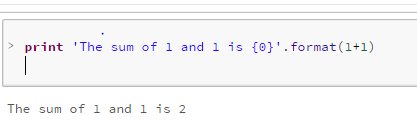 > print 'The sum of 1 and 1 is {0}'.format(1+1)
The sum of 1 and 1 is 2